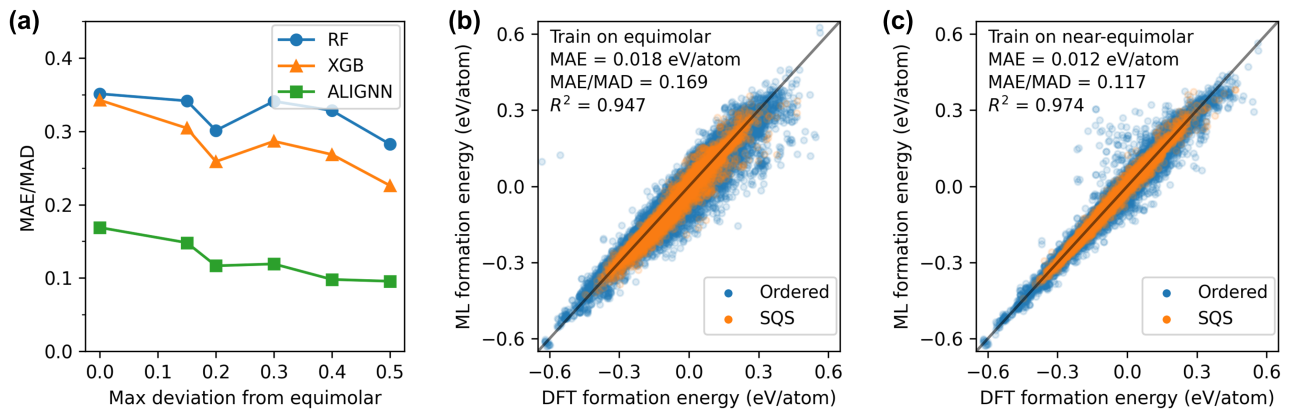 (a)
MAE/MAD
0.4
0.3
0.2
0.1
0.0
0.0 0.1 0.2 0.3 0.4 0.5
Max deviation from equimolar
RF
XGB
ALIGNN
(b)
ML formation energy (eV/atom)
0.6
0.3
0.0
−0.3
−0.6
−0.6 −0.3 0.0 0.3 0.6
DFT formation energy (eV/atom)
Train on equimolar
MAE = 0.018 eV/atom
MAE/MAD = 0.169
R² = 0.947
Ordered
SQS
(c)
ML formation energy (eV/atom)
0.6
0.3
0.0
−0.3
−0.6
−0.6 −0.3 0.0 0.3 0.6
DFT formation energy (eV/atom)
Train on near-equimolar
MAE = 0.012 eV/atom
MAE/MAD = 0.117
R² = 0.974
Ordered
SQS